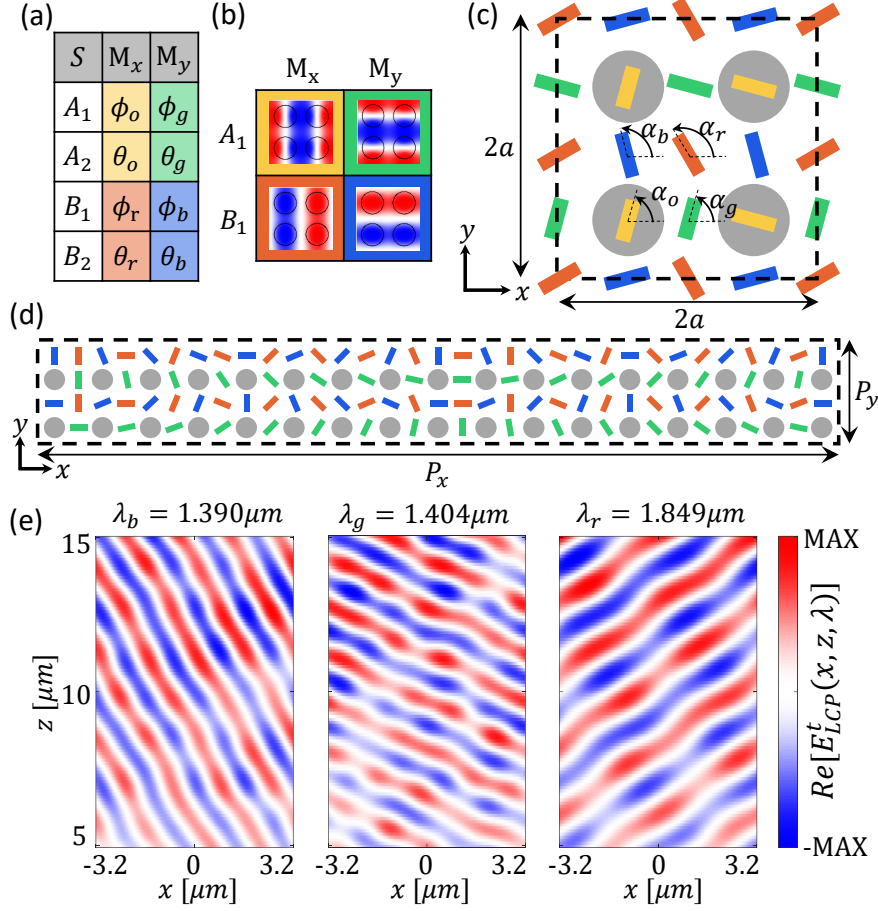 (a)
S M_x M_y
A_1 ϕ_o ϕ_g
A_2 θ_o θ_g
B_1 ϕ_r ϕ_b
B_2 θ_r θ_b
(b)
M_x M_y
A_1
B_1
(c)
2a
α_b α_r
α_o α_g
y
x
2a
(d)
P_y
y
x
P_x
(e)
λ_b = 1.390μm λ_g = 1.404μm λ_r = 1.849μm
15
10
5
z [μm]
-3.2 0 3.2
x [μm]
-3.2 0 3.2
x [μm]
-3.2 0 3.2
x [μm]
MAX
-MAX
Re[E^t_{LCP}(x, z, λ)]